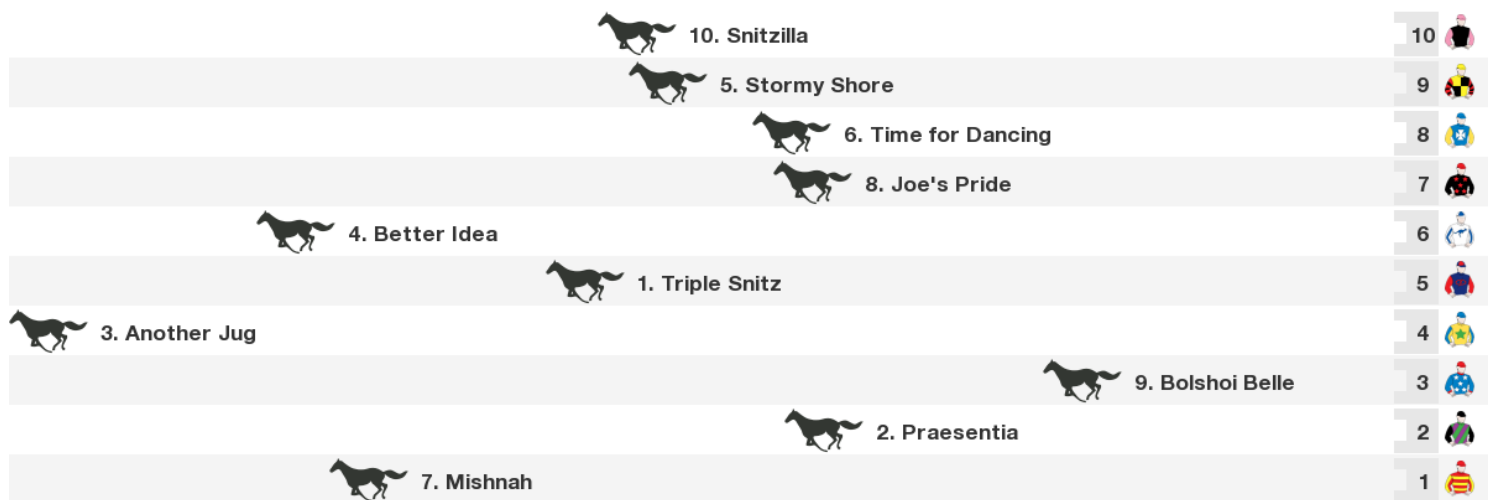 10. Snitzilla 10
5. Stormy Shore 9
6. Time for Dancing 8
8. Joe's Pride 7
4. Better Idea 6
1. Triple Snitz 5
3. Another Jug 4
9. Bolshoi Belle 3
2. Praesentia 2
7. Mishnah 1